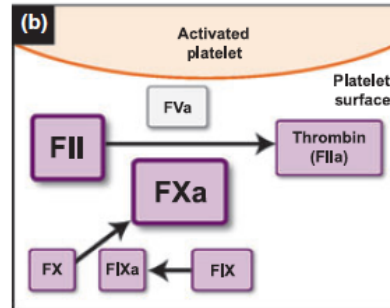 (b)
Activated
platelet
Platelet
surface
FVa
FII
Thrombin
(FIIa)
FXa
FX
FIXa
FIX